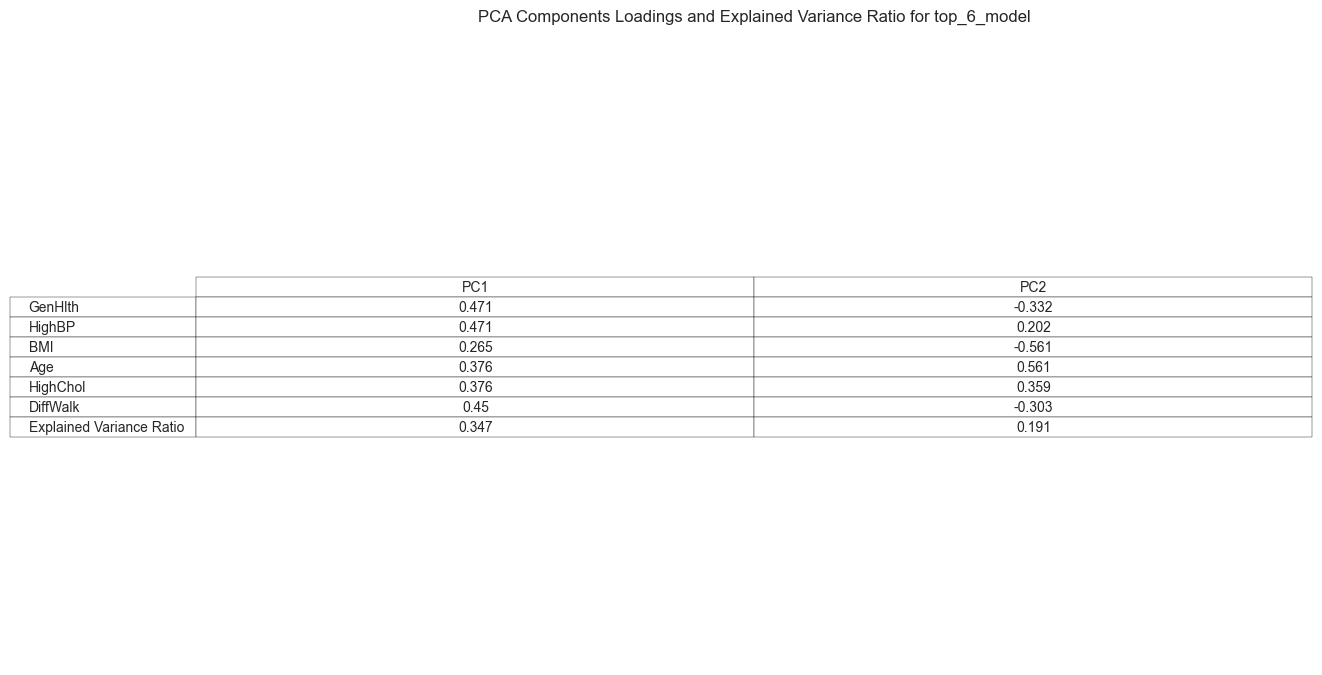 PCA Components Loadings and Explained Variance Ratio for top_6_model
PC1 PC2
GenHlth 0.471 -0.332
HighBP 0.471 0.202
BMI 0.265 -0.561
Age 0.376 0.561
HighChol 0.376 0.359
DiffWalk 0.45 -0.303
Explained Variance Ratio 0.347 0.191